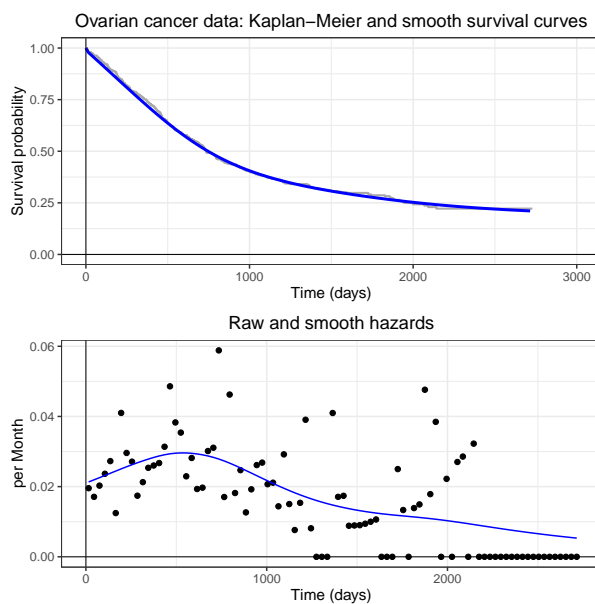 Ovarian cancer data: Kaplan−Meier and smooth survival curves
1.00
0.75
0.50
0.25
0.00
Survival probability
0
1000
2000
3000
Time (days)
Raw and smooth hazards
0.06
0.04
0.02
0.00
per Month
0
1000
2000
Time (days)